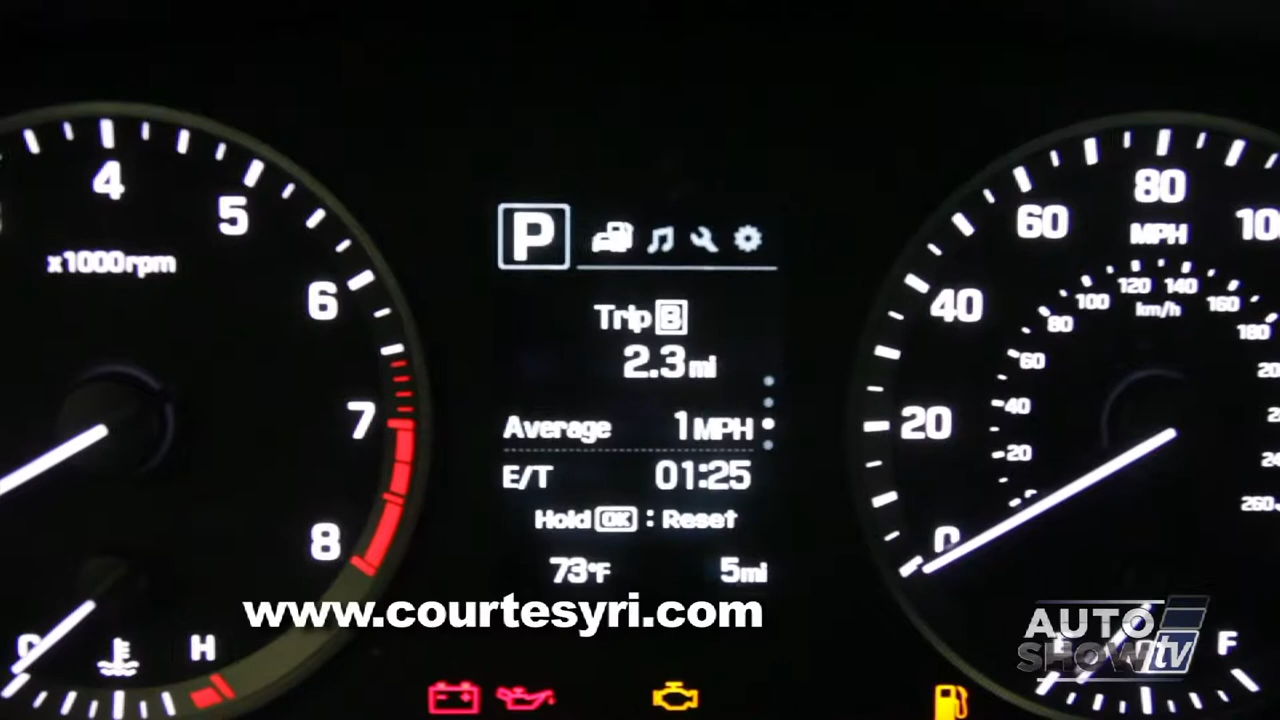 4
5
6
7
8
x1000rpm
H
P
Trip B
2.3 mi
Average 1 MPH
E/T 01:25
Hold OK : Reset
73°F 5mi
www.courtesyri.com
0
20
40
60
80
MPH
20
40
60
80
100
120
140
160
180
km/h
260
F
AUTO
SHOW tv